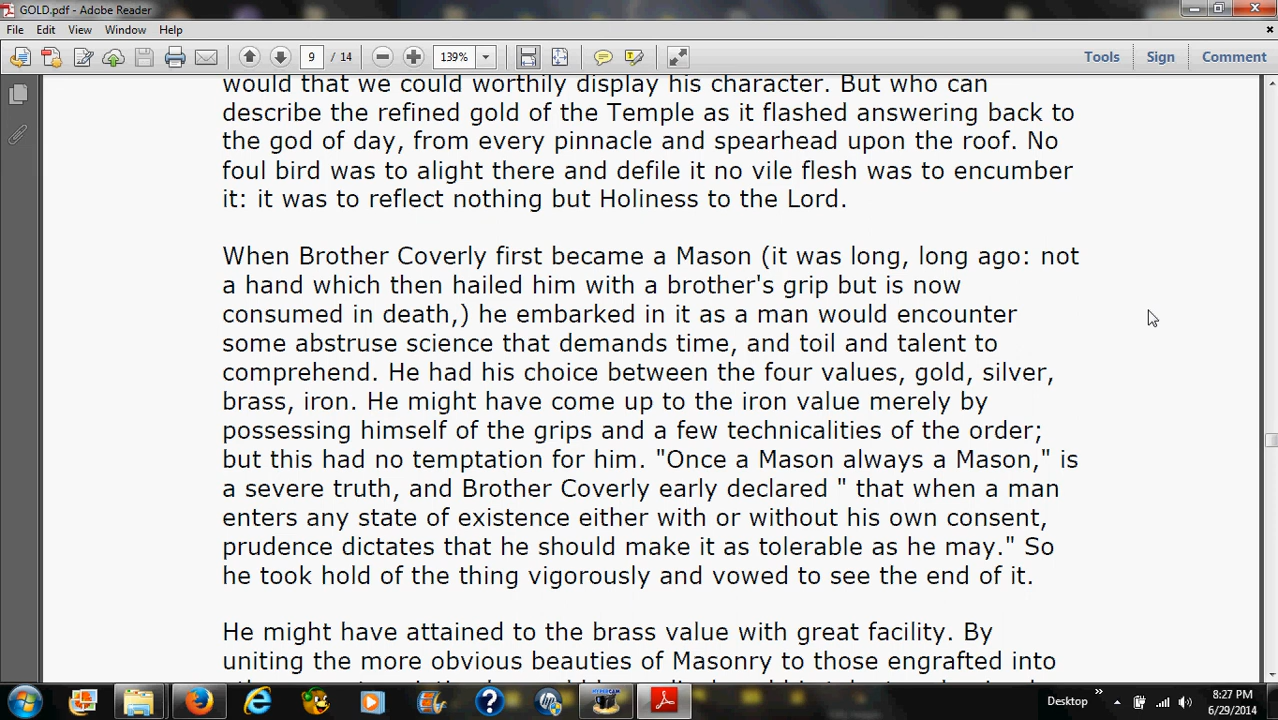 GOLD.pdf - Adobe Reader
File Edit View Window Help
9 / 14 139% Tools Sign Comment
would that we could worthily display his character. But who can
describe the refined gold of the Temple as it flashed answering back to
the god of day, from every pinnacle and spearhead upon the roof. No
foul bird was to alight there and defile it no vile flesh was to encumber
it: it was to reflect nothing but Holiness to the Lord.
When Brother Coverly first became a Mason (it was long, long ago: not
a hand which then hailed him with a brother's grip but is now
consumed in death,) he embarked in it as a man would encounter
some abstruse science that demands time, and toil and talent to
comprehend. He had his choice between the four values, gold, silver,
brass, iron. He might have come up to the iron value merely by
possessing himself of the grips and a few technicalities of the order;
but this had no temptation for him. "Once a Mason always a Mason," is
a severe truth, and Brother Coverly early declared " that when a man
enters any state of existence either with or without his own consent,
prudence dictates that he should make it as tolerable as he may." So
he took hold of the thing vigorously and vowed to see the end of it.
He might have attained to the brass value with great facility. By
uniting the more obvious beauties of Masonry to those engrafted into
Desktop
8:27 PM
6/29/2014